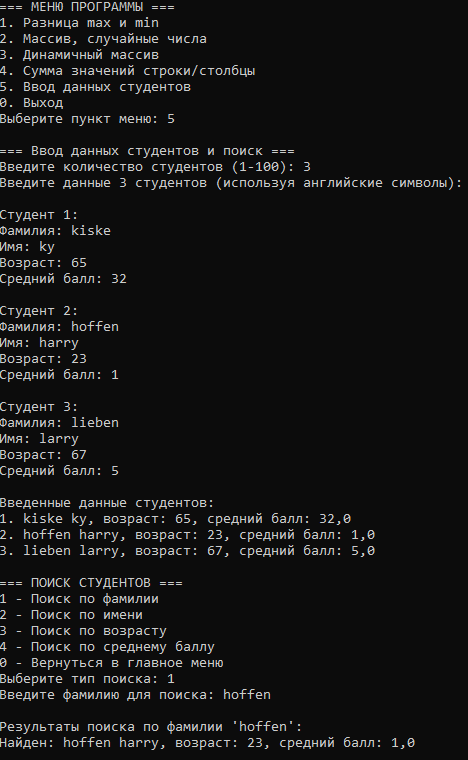 === МЕНЮ ПРОГРАММЫ ===
1. Разница max и min
2. Массив, случайные числа
3. Динамичный массив
4. Сумма значений строки/столбцы
5. Ввод данных студентов
0. Выход
Выберите пункт меню: 5
=== Ввод данных студентов и поиск ===
Введите количество студентов (1-100): 3
Введите данные 3 студентов (используя английские символы):
Студент 1:
Фамилия: kiske
Имя: ky
Возраст: 65
Средний балл: 32
Студент 2:
Фамилия: hoffen
Имя: harry
Возраст: 23
Средний балл: 1
Студент 3:
Фамилия: lieben
Имя: larry
Возраст: 67
Средний балл: 5
Введенные данные студентов:
1. kiske ky, возраст: 65, средний балл: 32,0
2. hoffen harry, возраст: 23, средний балл: 1,0
3. lieben larry, возраст: 67, средний балл: 5,0
=== ПОИСК СТУДЕНТОВ ===
1 - Поиск по фамилии
2 - Поиск по имени
3 - Поиск по возрасту
4 - Поиск по среднему баллу
0 - Вернуться в главное меню
Выберите тип поиска: 1
Введите фамилию для поиска: hoffen
Результаты поиска по фамилии 'hoffen':
Найден: hoffen harry, возраст: 23, средний балл: 1,0